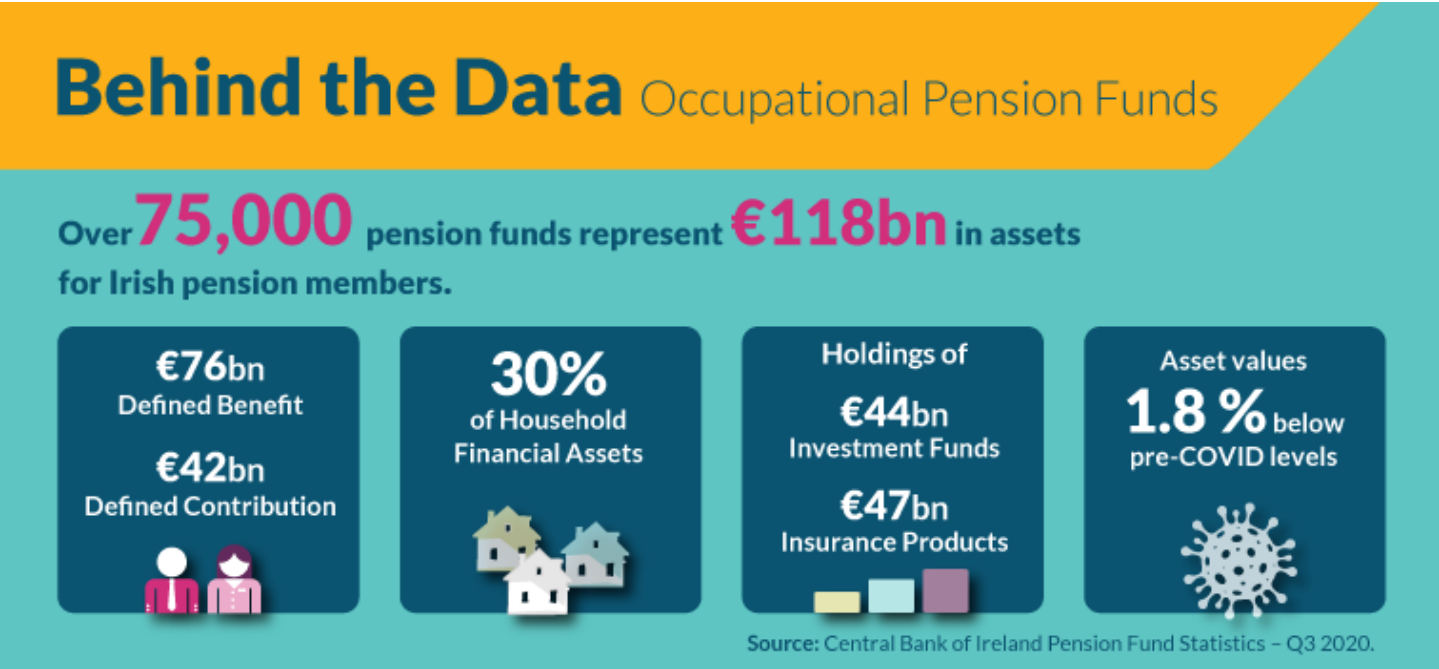 Behind the Data Occupational Pension Funds
Over 75,000 pension funds represent €118bn in assets
for Irish pension members.
€76bn
Defined Benefit
€42bn
Defined Contribution
30%
of Household
Financial Assets
Holdings of
€44bn
Investment Funds
€47bn
Insurance Products
Asset values
1.8 % below
pre-COVID levels
Source: Central Bank of Ireland Pension Fund Statistics – Q3 2020.